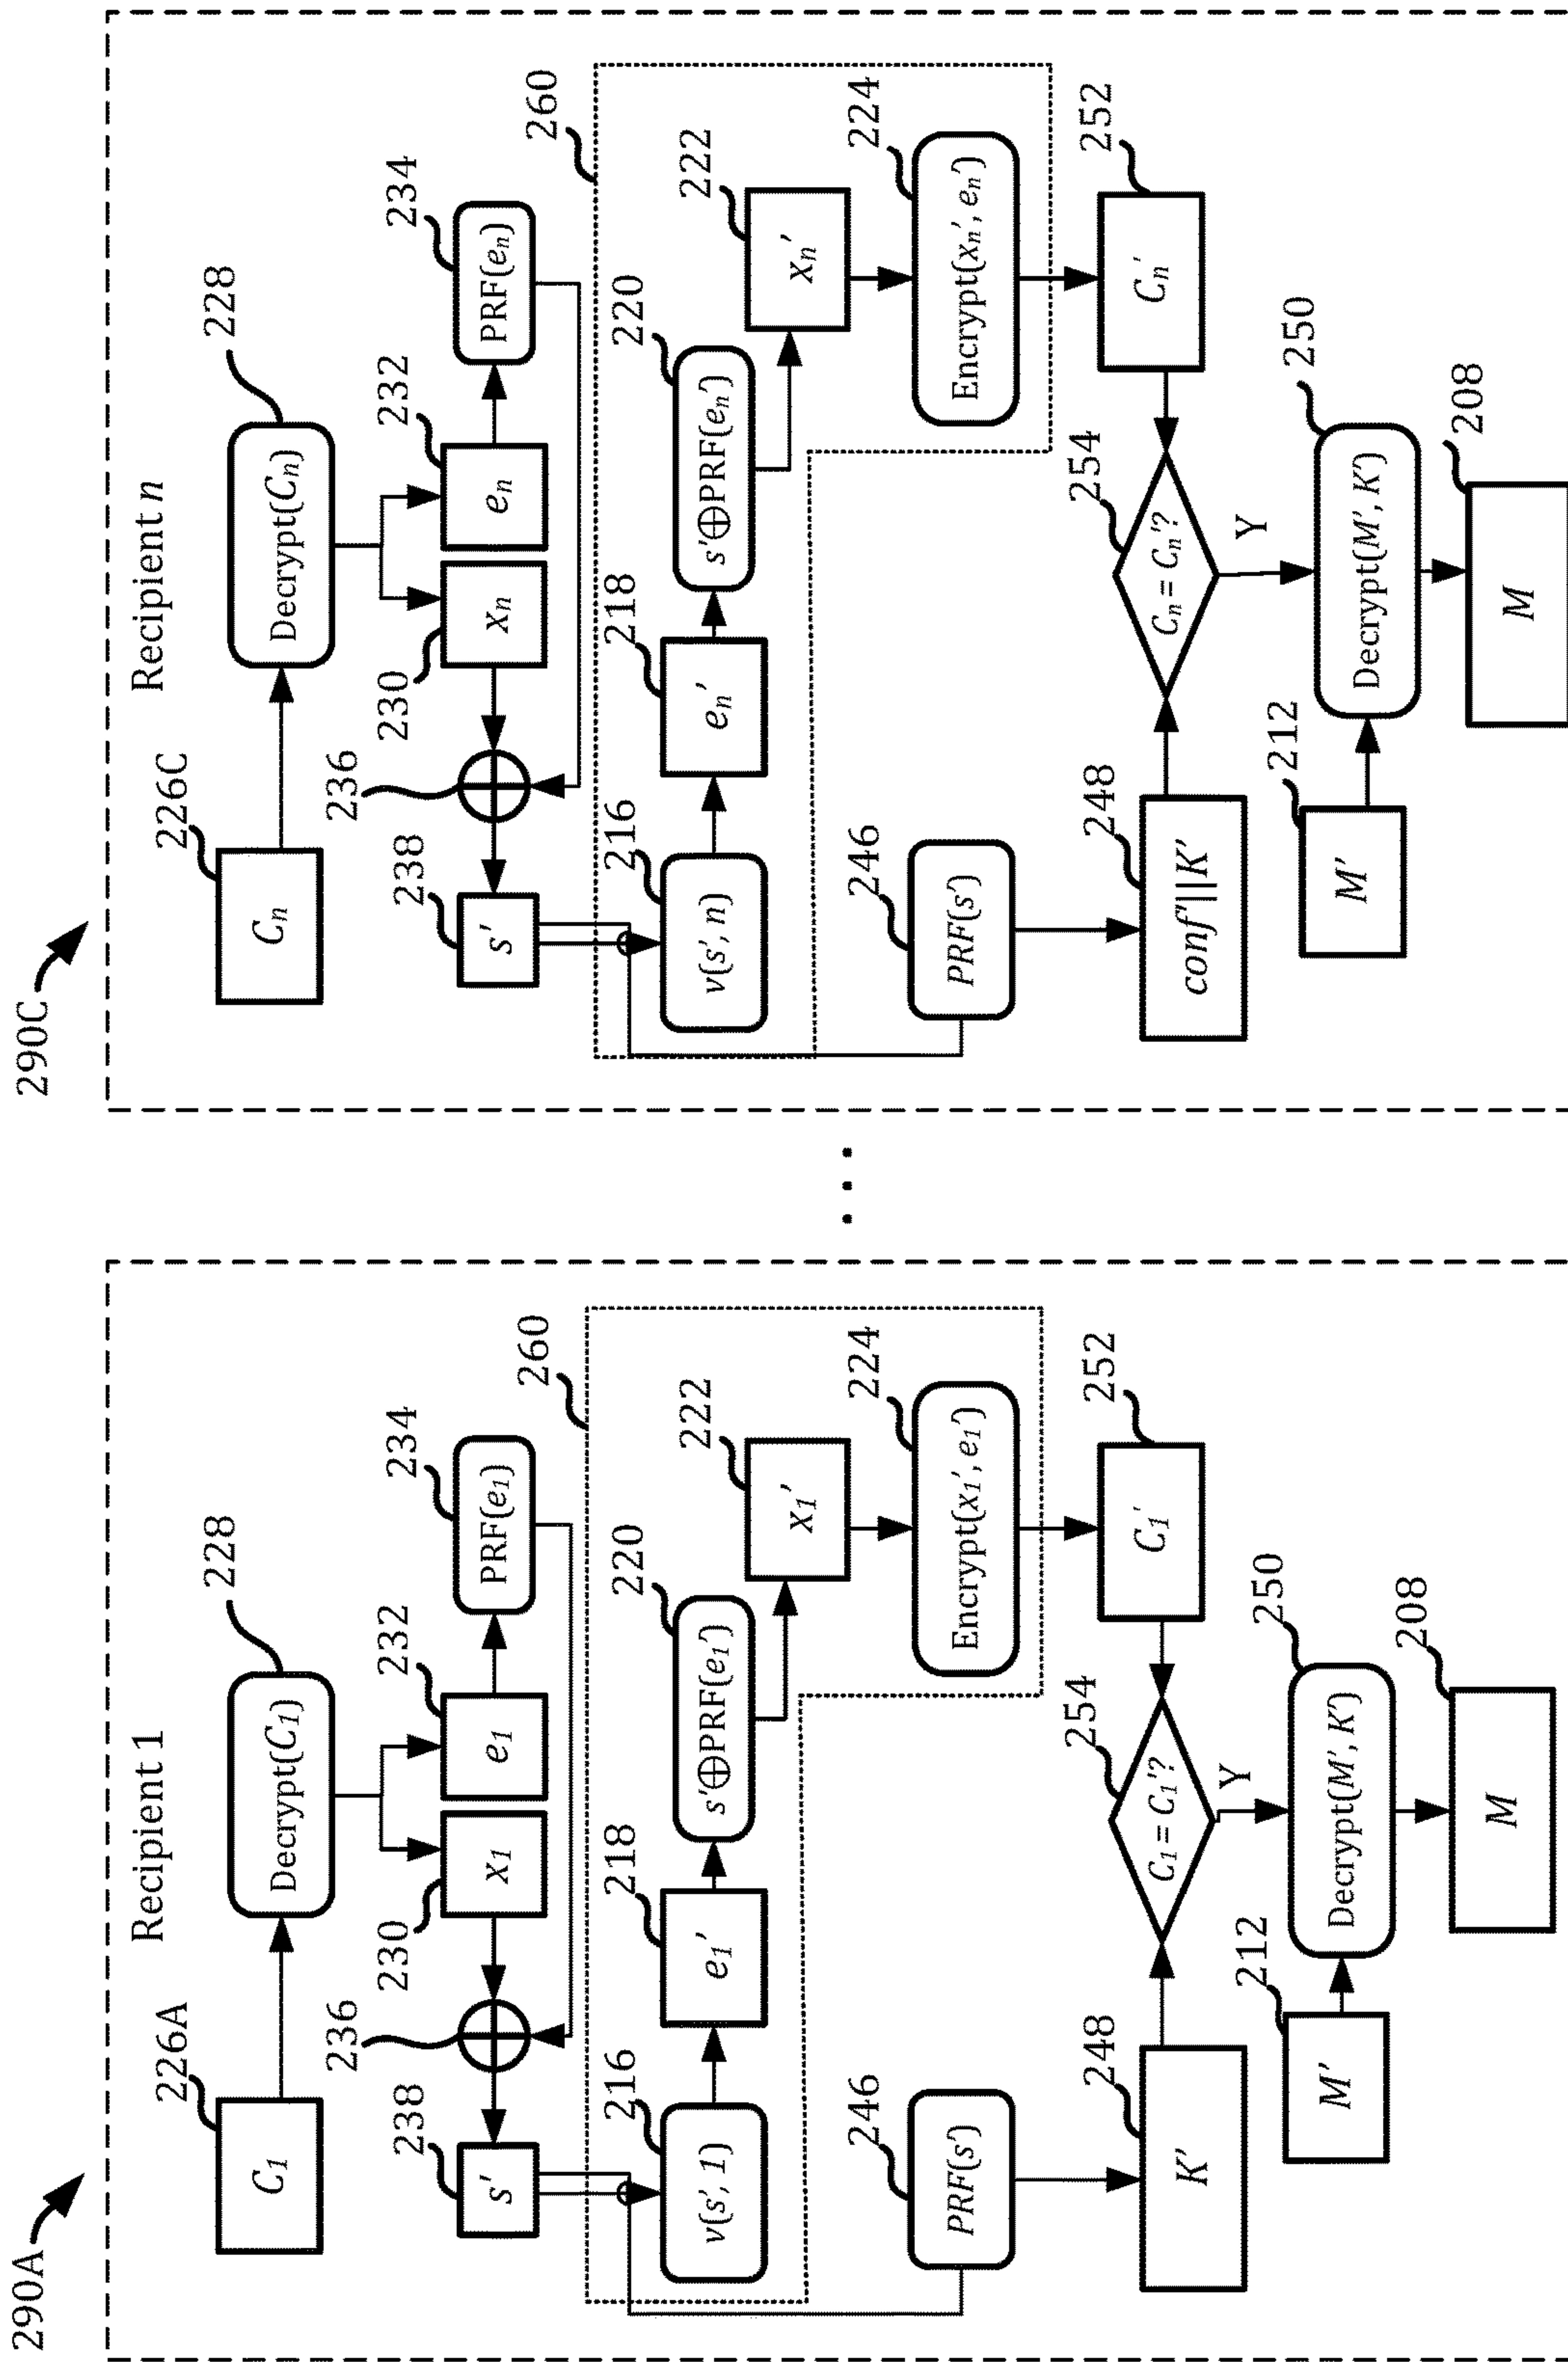 290A
Recipient 1
226A
C₁
228
Decrypt(C₁)
236
230
232
234
238
s'
x₁
e₁
PRF(e₁)
260
216
218
220
222
v(s', 1)
e₁'
s'⊕PRF(e₁')
x₁'
224
Encrypt(x₁', e₁')
246
PRF(s')
248
254
252
K'
C₁ = C₁'?
C₁'
Y
212
250
M'
Decrypt(M', K')
208
M
. . .
290C
Recipient n
226C
Cₙ
228
Decrypt(Cₙ)
236
230
232
234
238
s'
xₙ
eₙ
PRF(eₙ)
260
216
218
220
222
v(s', n)
eₙ'
s'⊕PRF(eₙ')
xₙ'
224
Encrypt(xₙ', eₙ')
246
PRF(s')
248
254
252
conf'||K'
Cₙ = Cₙ'?
Cₙ'
Y
212
250
M'
Decrypt(M', K')
208
M